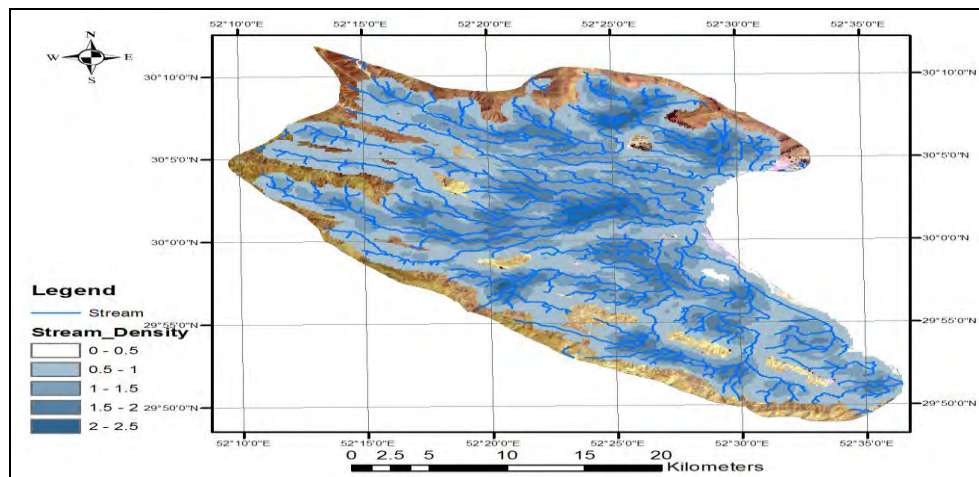 52°10'0"E 52°15'0"E 52°20'0"E 52°25'0"E 52°30'0"E 52°35'0"E
N
W E
S
30°10'0"N 30°10'0"N
30°5'0"N 30°5'0"N
30°0'0"N 30°0'0"N
29°55'0"N 29°55'0"N
29°50'0"N 29°50'0"N
Legend
Stream
Stream_Density
0 - 0.5
0.5 - 1
1 - 1.5
1.5 - 2
2 - 2.5
52°10'0"E 52°15'0"E 52°20'0"E 52°25'0"E 52°30'0"E 52°35'0"E
0 2.5 5 10 15 20
Kilometers